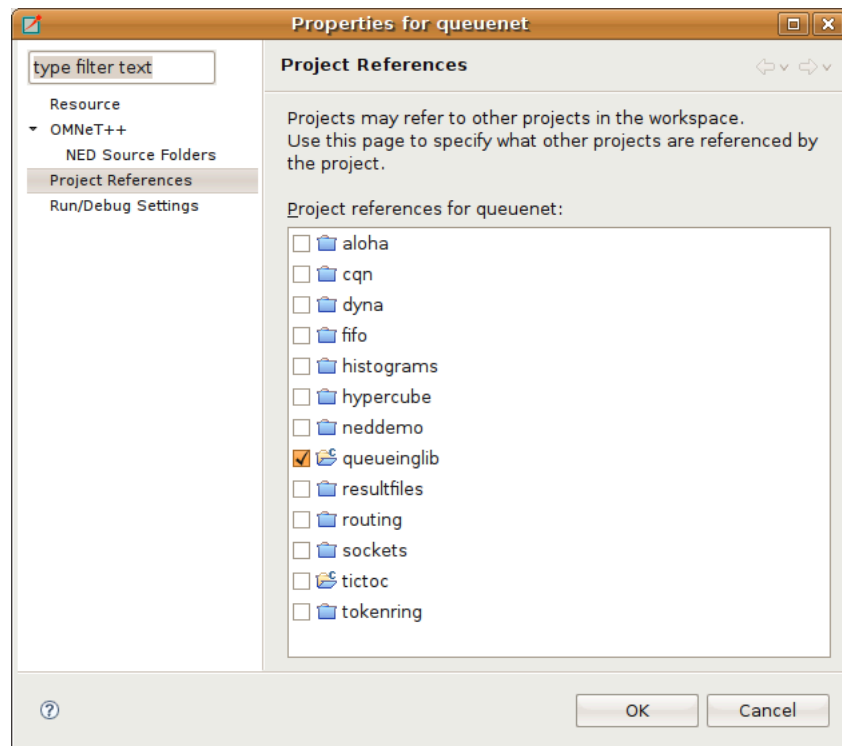 Properties for queuenet
type filter text
Resource
OMNeT++
NED Source Folders
Project References
Run/Debug Settings
Project References
Projects may refer to other projects in the workspace.
Use this page to specify what other projects are referenced by
the project.
Project references for queuenet:
aloha
cqn
dyna
fifo
histograms
hypercube
neddemo
queueinglib
resultfiles
routing
sockets
tictoc
tokenring
?
OK
Cancel